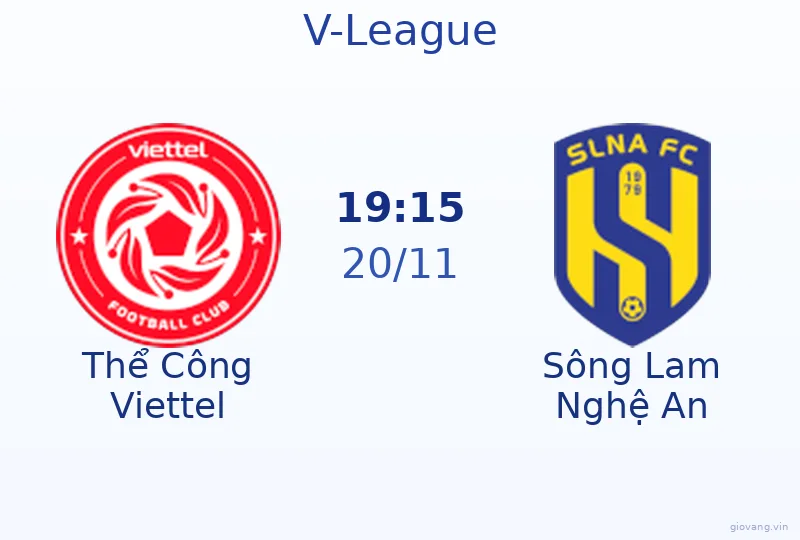 V-League
viettel
FOOTBALL CLUB
Thể Công
Viettel
19:15
20/11
SLNA FC
19
79
Sông Lam
Nghệ An
giovang.vin